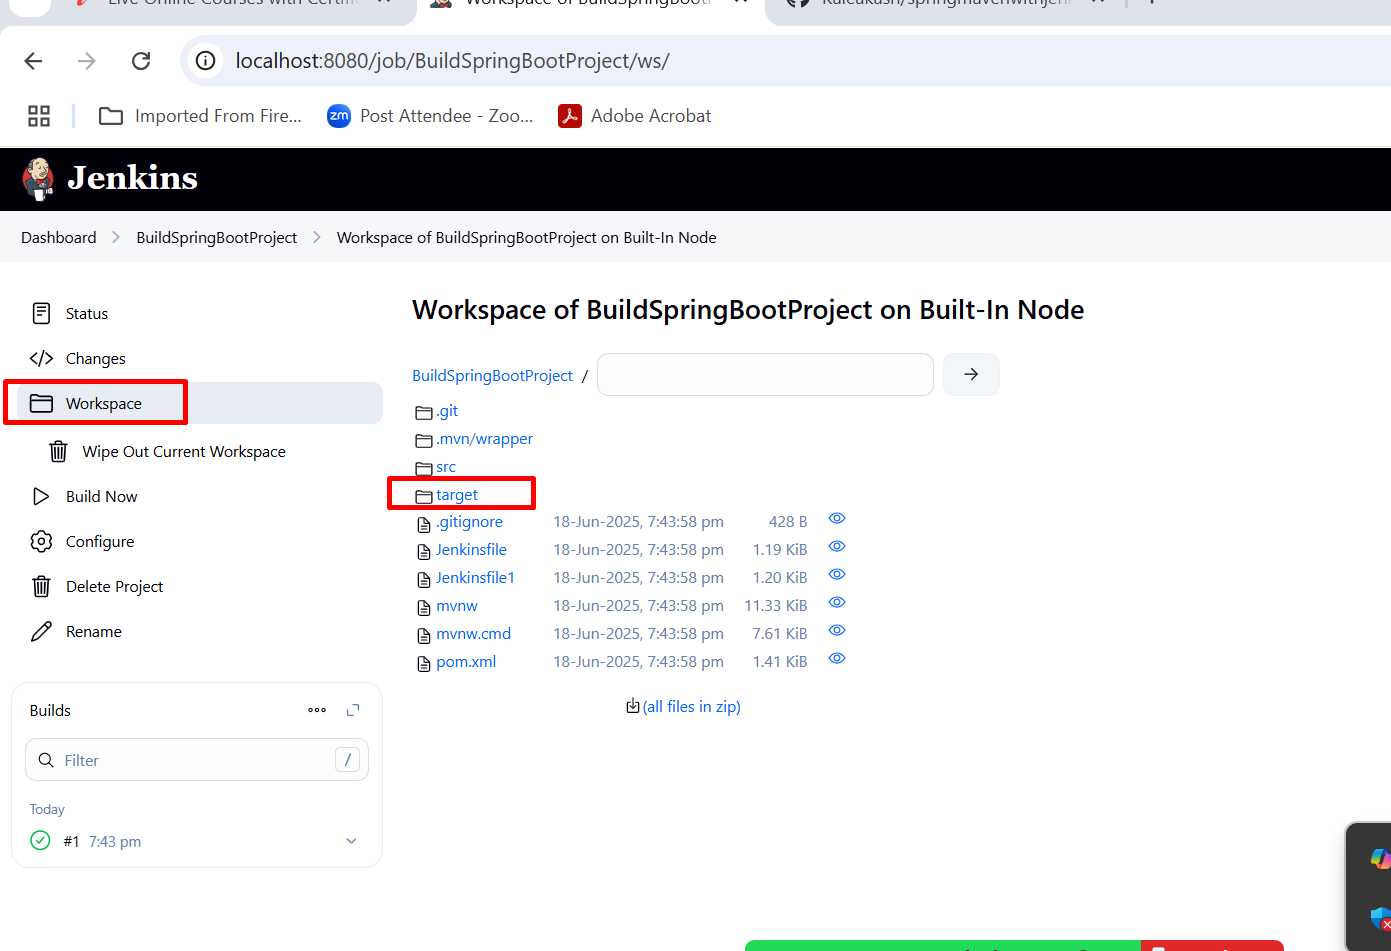 localhost:8080/job/BuildSpringBootProject/ws/
Imported From Fire...
zm Post Attendee - Zoo...
Adobe Acrobat
Jenkins
Dashboard > BuildSpringBootProject > Workspace of BuildSpringBootProject on Built-In Node
Status
Changes
Workspace
Wipe Out Current Workspace
Build Now
Configure
Delete Project
Rename
Builds
Filter /
Today
#1 7:43 pm
Workspace of BuildSpringBootProject on Built-In Node
BuildSpringBootProject /
.git
.mvn/wrapper
src
target
.gitignore 18-Jun-2025, 7:43:58 pm 428 B
Jenkinsfile 18-Jun-2025, 7:43:58 pm 1.19 KiB
Jenkinsfile1 18-Jun-2025, 7:43:58 pm 1.20 KiB
mvnw 18-Jun-2025, 7:43:58 pm 11.33 KiB
mvnw.cmd 18-Jun-2025, 7:43:58 pm 7.61 KiB
pom.xml 18-Jun-2025, 7:43:58 pm 1.41 KiB
(all files in zip)